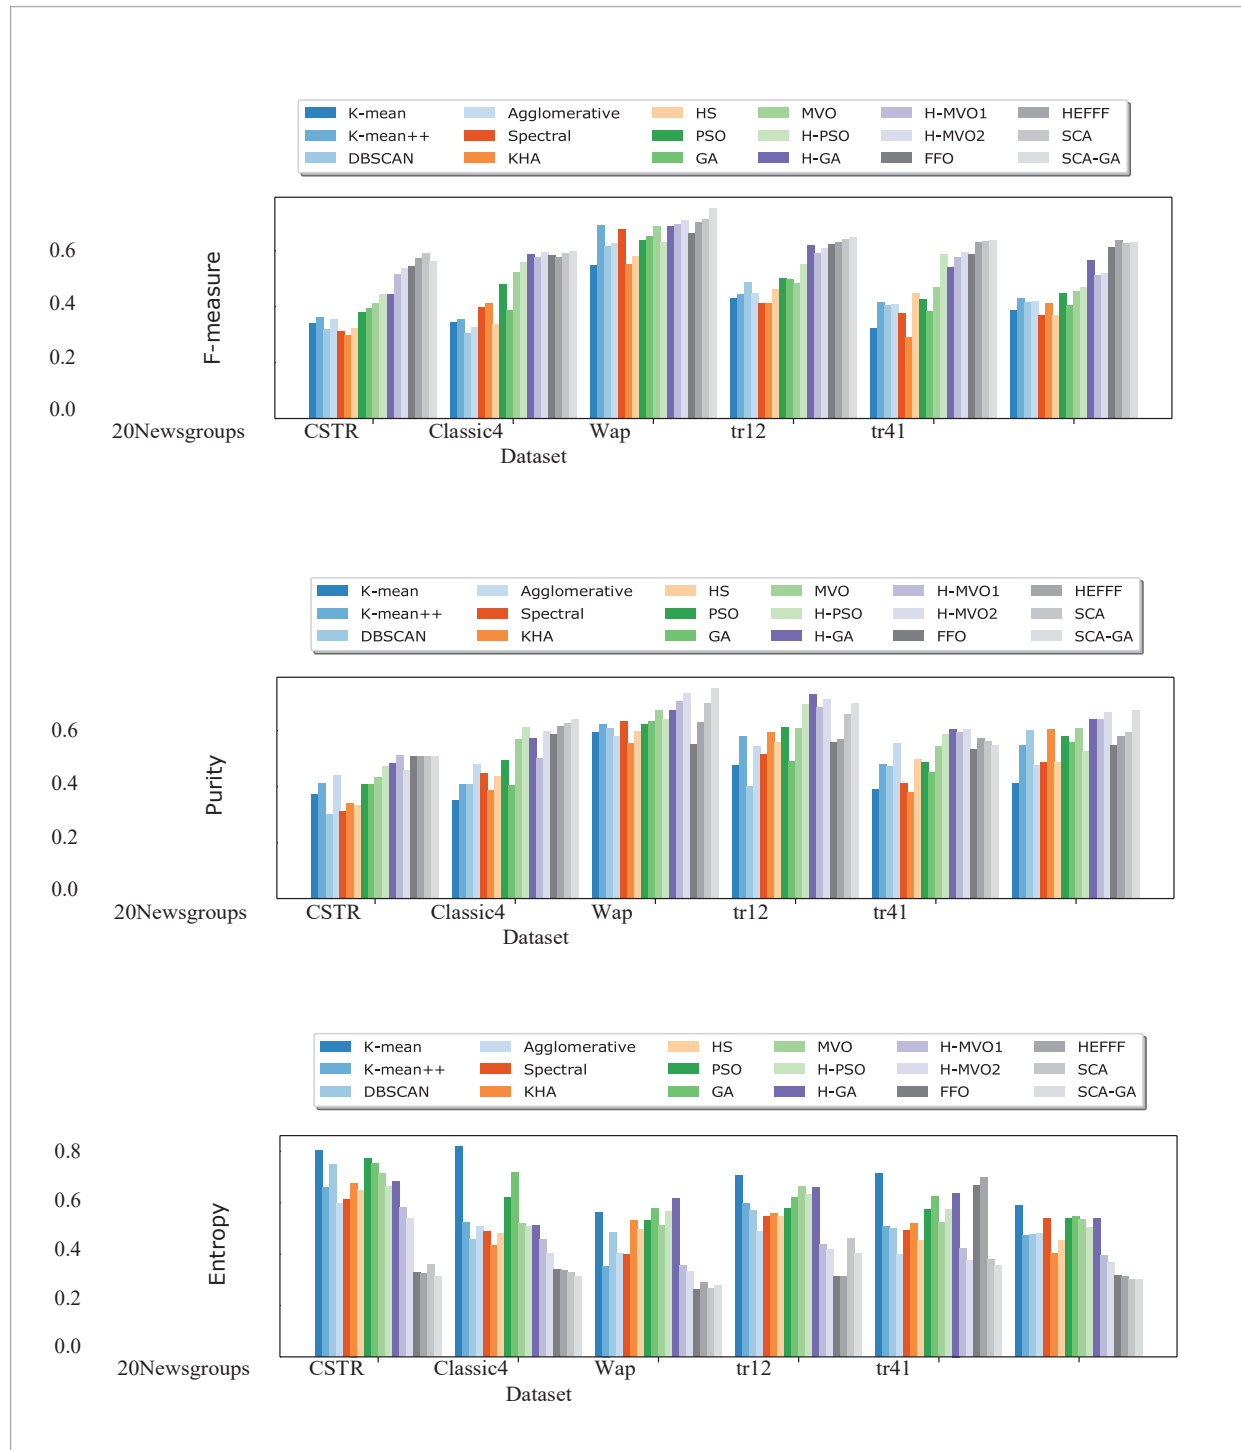 K-mean Agglomerative HS MVO H-MVO1 HEFFF
K-mean++ Spectral PSO H-PSO H-MVO2 SCA
DBSCAN KHA GA H-GA FFO SCA-GA
F-measure
0.6
0.4
0.2
0.0
20Newsgroups CSTR Classic4 Wap tr12 tr41
Dataset
K-mean Agglomerative HS MVO H-MVO1 HEFFF
K-mean++ Spectral PSO H-PSO H-MVO2 SCA
DBSCAN KHA GA H-GA FFO SCA-GA
Purity
0.6
0.4
0.2
0.0
20Newsgroups CSTR Classic4 Wap tr12 tr41
Dataset
K-mean Agglomerative HS MVO H-MVO1 HEFFF
K-mean++ Spectral PSO H-PSO H-MVO2 SCA
DBSCAN KHA GA H-GA FFO SCA-GA
Entropy
0.8
0.6
0.4
0.2
0.0
20Newsgroups CSTR Classic4 Wap tr12 tr41
Dataset